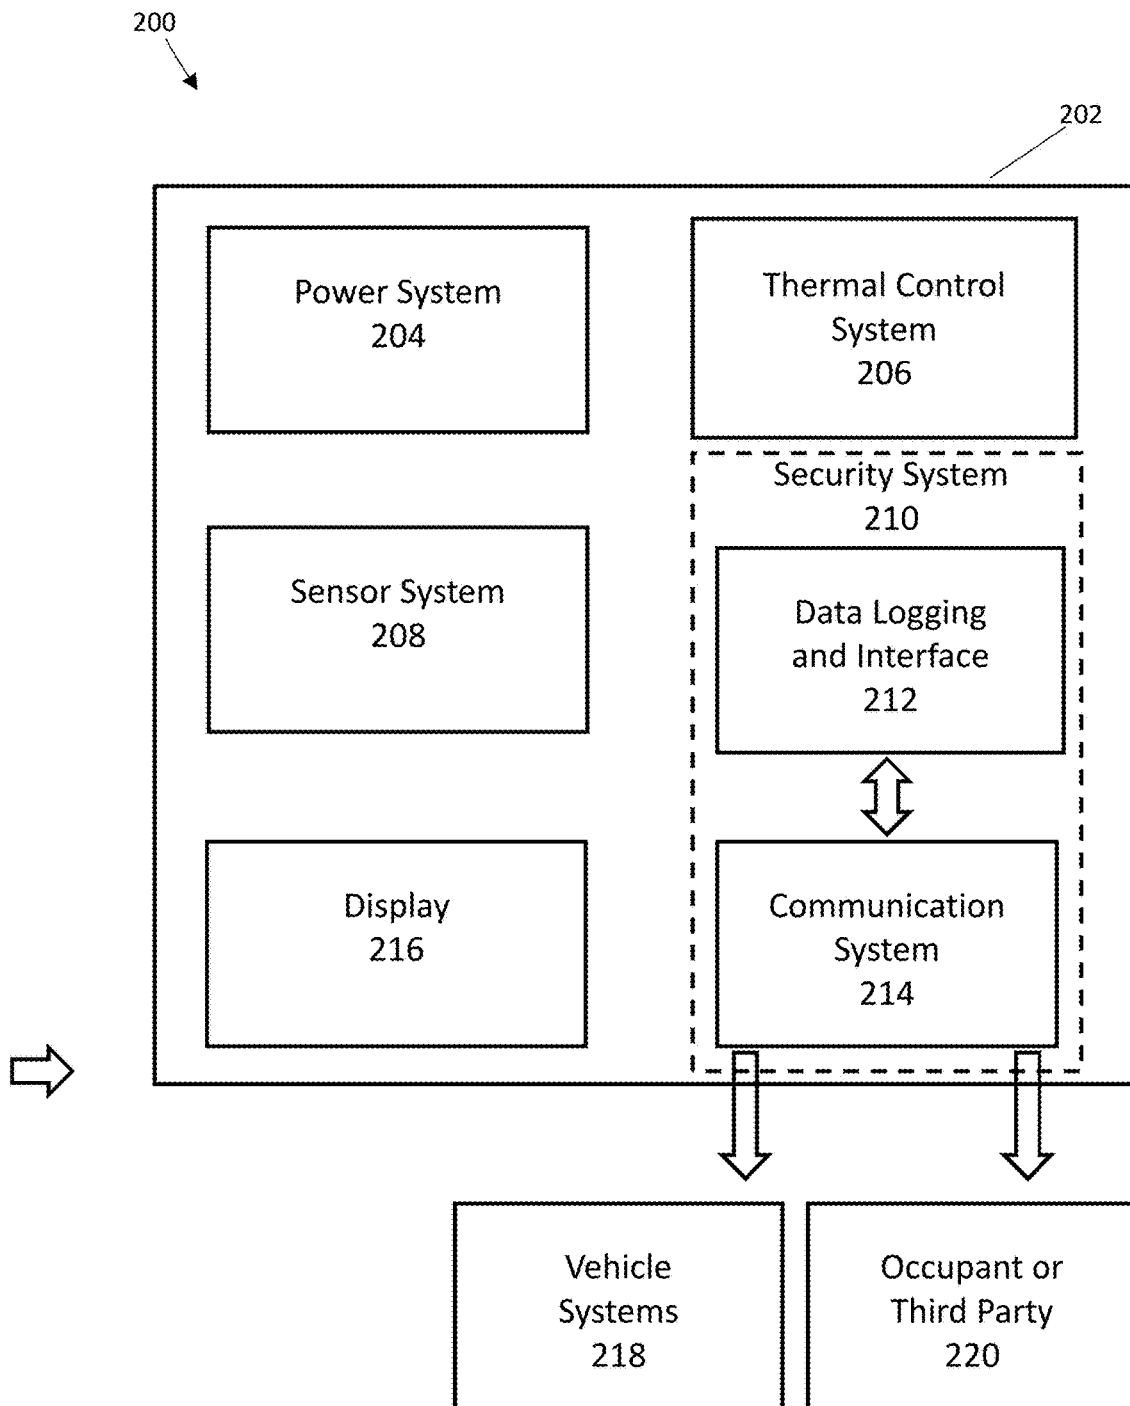 200
202
Power System
204
Thermal Control
System
206
Security System
210
Sensor System
208
Data Logging
and Interface
212
Display
216
Communication
System
214
Vehicle
Systems
218
Occupant or
Third Party
220